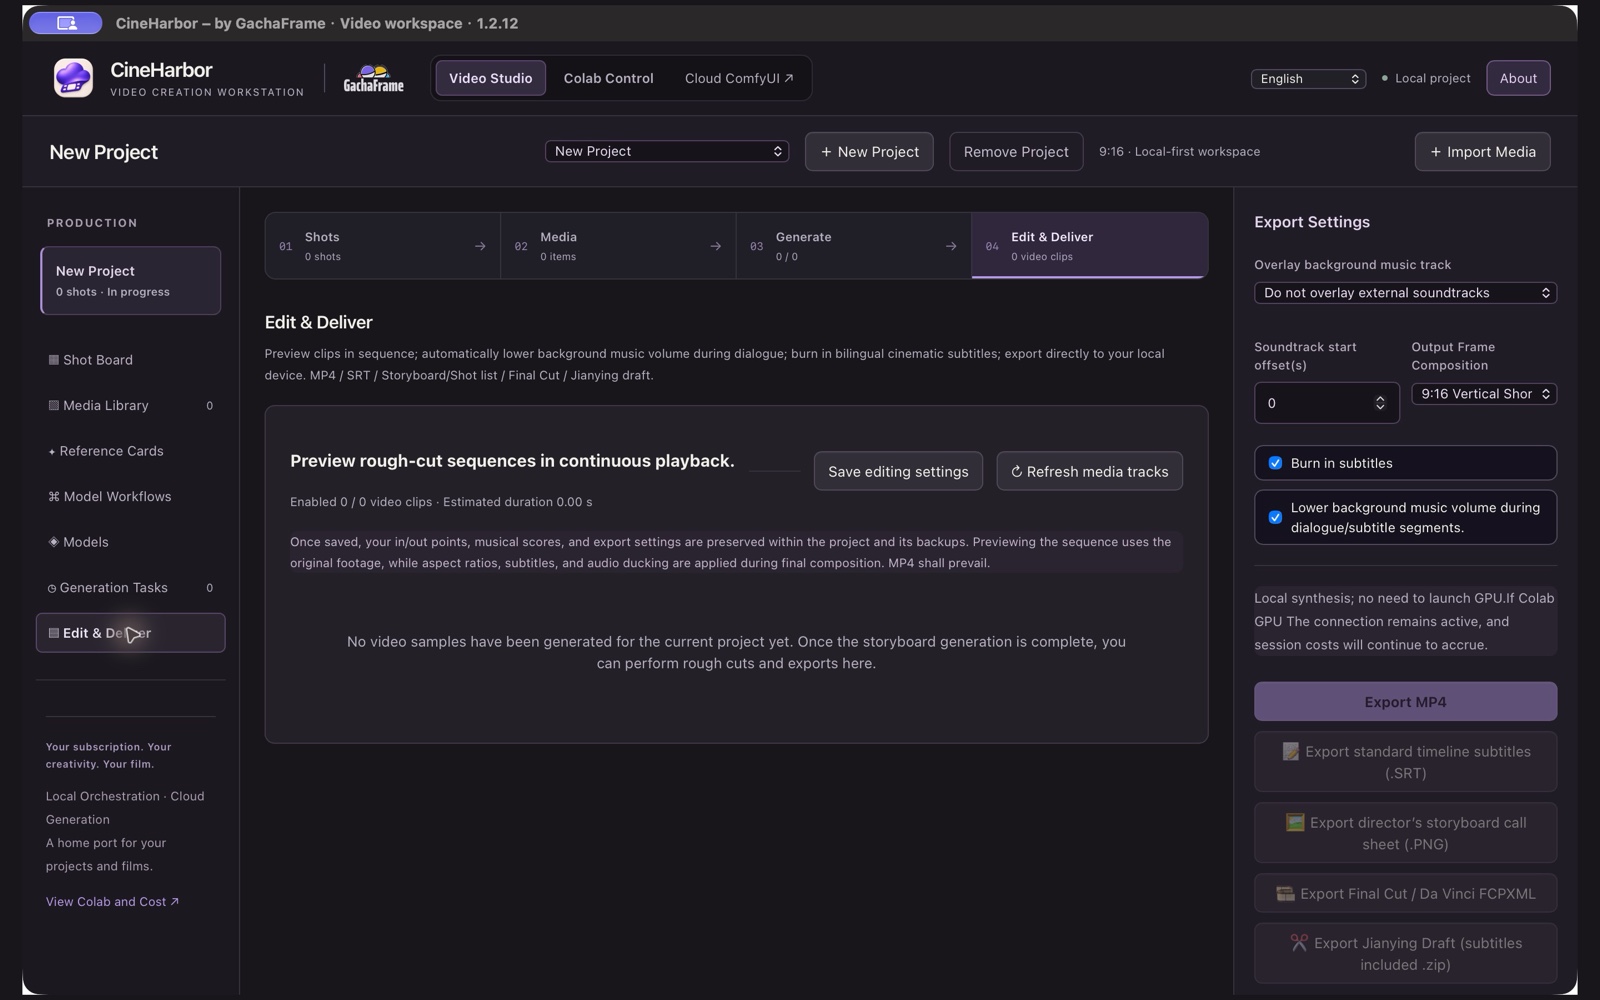 CineHarbor – by GachaFrame · Video workspace · 1.2.12
CineHarbor
VIDEO CREATION WORKSTATION
GachaFrame
Video Studio
Colab Control
Cloud ComfyUI ↗
English
Local project
About
New Project
New Project
+ New Project
Remove Project
9:16 · Local-first workspace
+ Import Media
PRODUCTION
New Project
0 shots · In progress
Shot Board
Media Library 0
Reference Cards
⌘ Model Workflows
Models
Generation Tasks 0
Edit & Deliver
Your subscription. Your
creativity. Your film.
Local Orchestration · Cloud
Generation
A home port for your
projects and films.
View Colab and Cost ↗
01 Shots →
0 shots
02 Media →
0 items
03 Generate →
0 / 0
04 Edit & Deliver
0 video clips
Edit & Deliver
Preview clips in sequence; automatically lower background music volume during dialogue; burn in bilingual cinematic subtitles; export directly to your local
device. MP4 / SRT / Storyboard/Shot list / Final Cut / Jianying draft.
Preview rough-cut sequences in continuous playback.
Save editing settings
↻ Refresh media tracks
Enabled 0 / 0 video clips · Estimated duration 0.00 s
Once saved, your in/out points, musical scores, and export settings are preserved within the project and its backups. Previewing the sequence uses the
original footage, while aspect ratios, subtitles, and audio ducking are applied during final composition. MP4 shall prevail.
No video samples have been generated for the current project yet. Once the storyboard generation is complete, you
can perform rough cuts and exports here.
Export Settings
Overlay background music track
Do not overlay external soundtracks
Soundtrack start
offset(s)
0
Output Frame
Composition
9:16 Vertical Shor
Burn in subtitles
Lower background music volume during
dialogue/subtitle segments.
Local synthesis; no need to launch GPU.If Colab
GPU The connection remains active, and
session costs will continue to accrue.
Export MP4
Export standard timeline subtitles
(.SRT)
Export director's storyboard call
sheet (.PNG)
Export Final Cut / Da Vinci FCPXML
Export Jianying Draft (subtitles
included .zip)